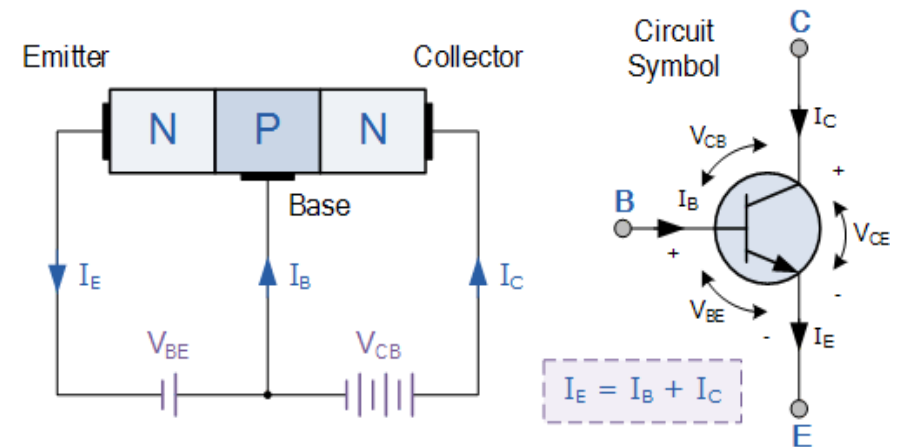 Emitter
Collector
N P N
Base
I_E
I_B
I_C
V_BE
V_CB
Circuit
Symbol
C
I_C
V_CB
+
B
I_B
+
V_CE
V_BE
-
-
I_E
I_E = I_B + I_C
E